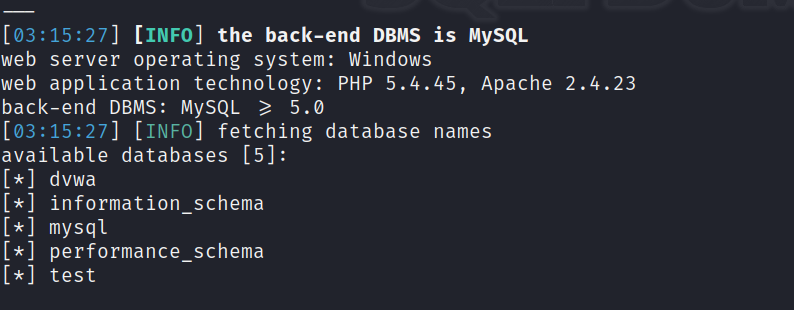 [03:15:27] [INFO] the back-end DBMS is MySQL
web server operating system: Windows
web application technology: PHP 5.4.45, Apache 2.4.23
back-end DBMS: MySQL ≥ 5.0
[03:15:27] [INFO] fetching database names
available databases [5]:
[*] dvwa
[*] information_schema
[*] mysql
[*] performance_schema
[*] test